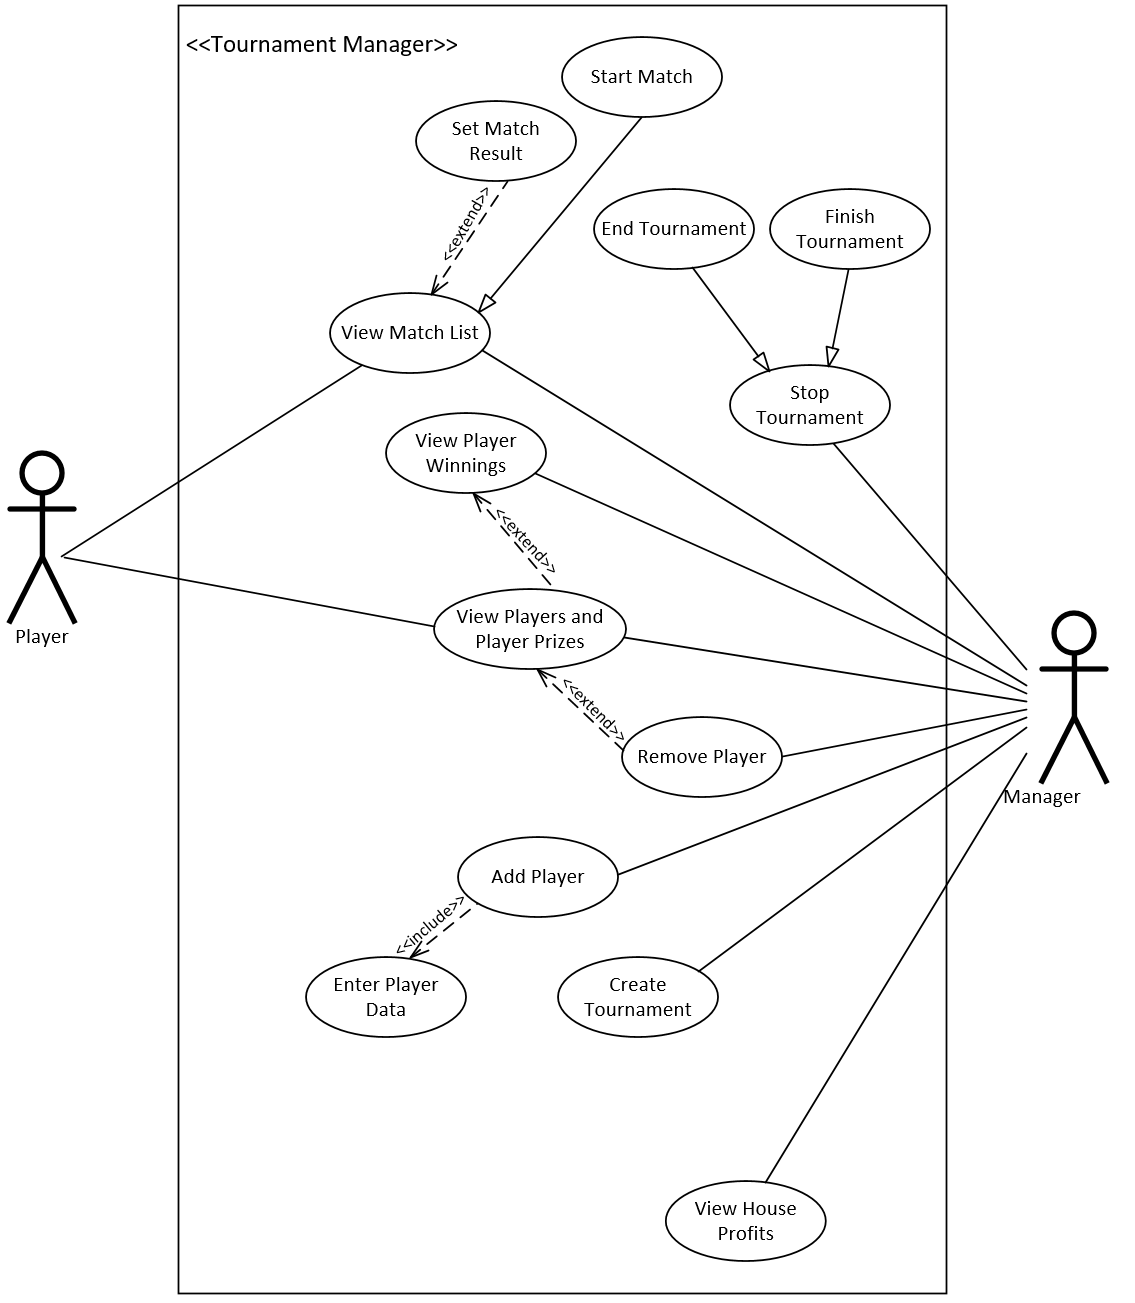 <<Tournament Manager>>
Start Match
Set Match
Result
<<extend>>
End Tournament
Finish
Tournament
View Match List
Stop
Tournament
View Player
Winnings
<<extend>>
View Players and
Player Prizes
Player
<<extend>>
Remove Player
Manager
Add Player
<<include>>
Enter Player
Data
Create
Tournament
View House
Profits